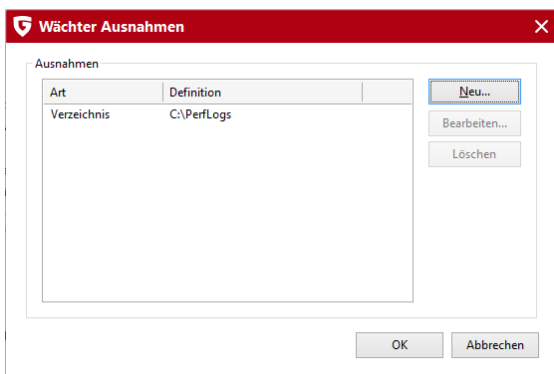 Wächter Ausnahmen
Ausnahmen
Art Definition
Verzeichnis C:\PerfLogs
Neu...
Bearbeiten...
Löschen
OK Abbrechen